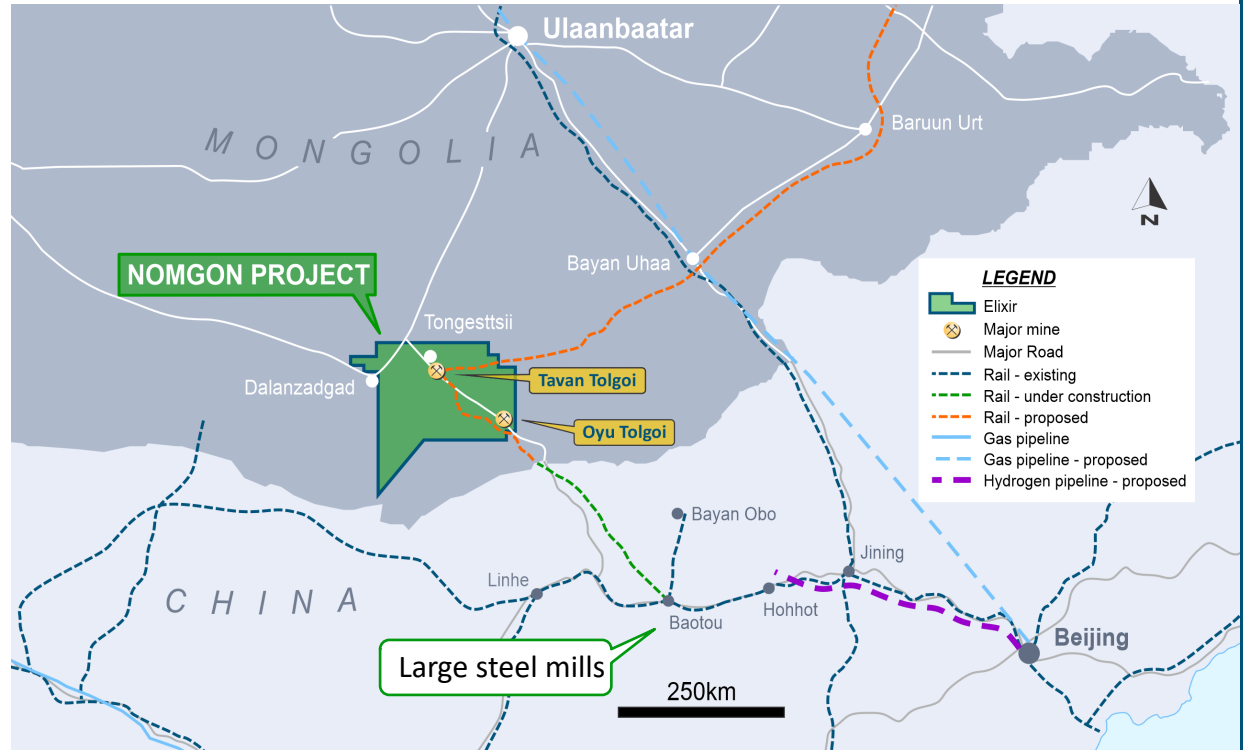 Ulaanbaatar
MONGOLIA
Baruun Urt
N
Bayan Uhaa
NOMGON PROJECT
Tongesttsii
Dalanzadgad
Tavan Tolgoi
Oyu Tolgoi
LEGEND
Elixir
Major mine
Major Road
Rail - existing
Rail - under construction
Rail - proposed
Gas pipeline
Gas pipeline - proposed
Hydrogen pipeline - proposed
Bayan Obo
Jining
Linhe
CHINA
Hohhot
Baotou
Beijing
Large steel mills
250km